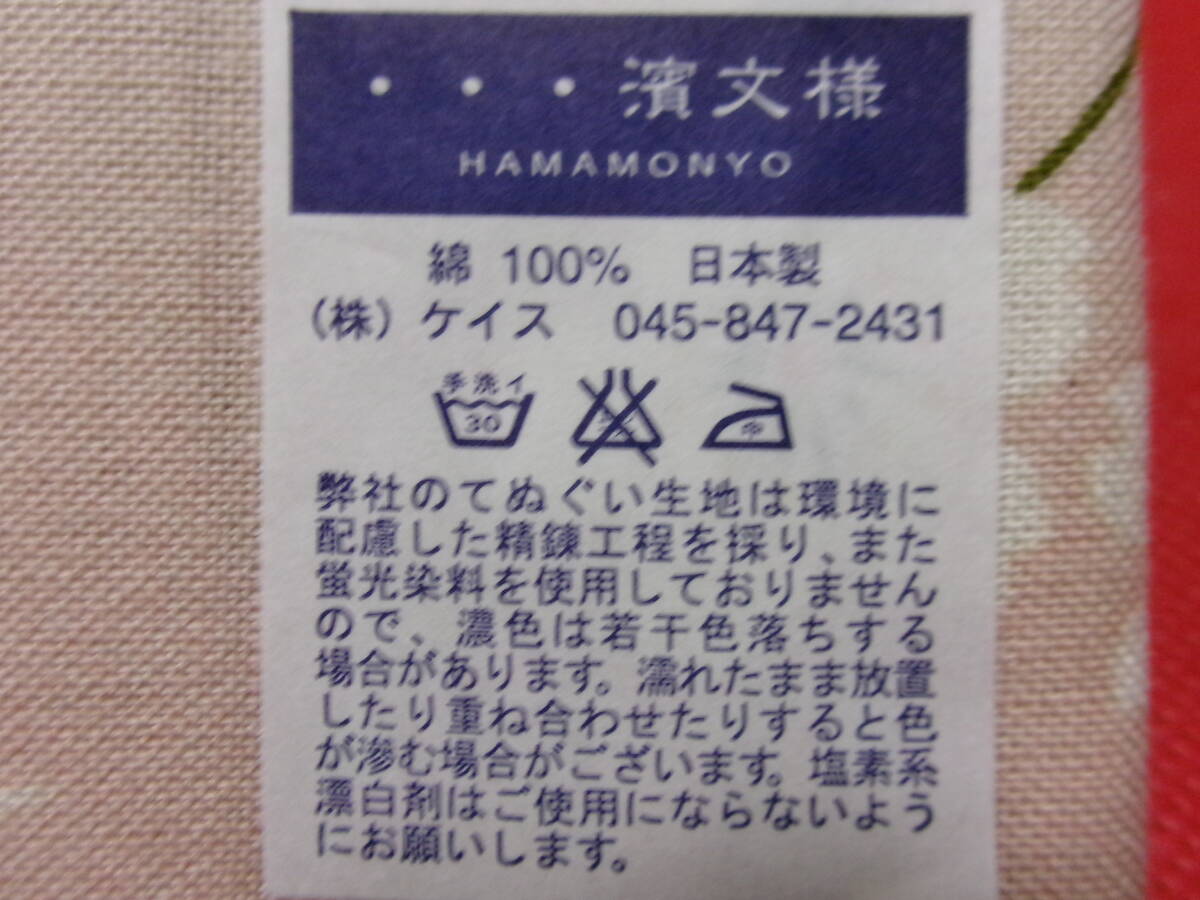 ・・・濱文様
HAMAMONYO
綿 100% 日本製
(株) ケイス 045-847-2431
手洗イ
30
中
弊社のてぬぐい生地は環境に
配慮した精錬工程を採り、また
蛍光染料を使用しておりません
ので、濃色は若干色落ちする
場合があります。濡れたまま放置
したり重ね合わせたりすると色
が滲む場合がございます。塩素系
漂白剤はご使用にならないよう
にお願いします。